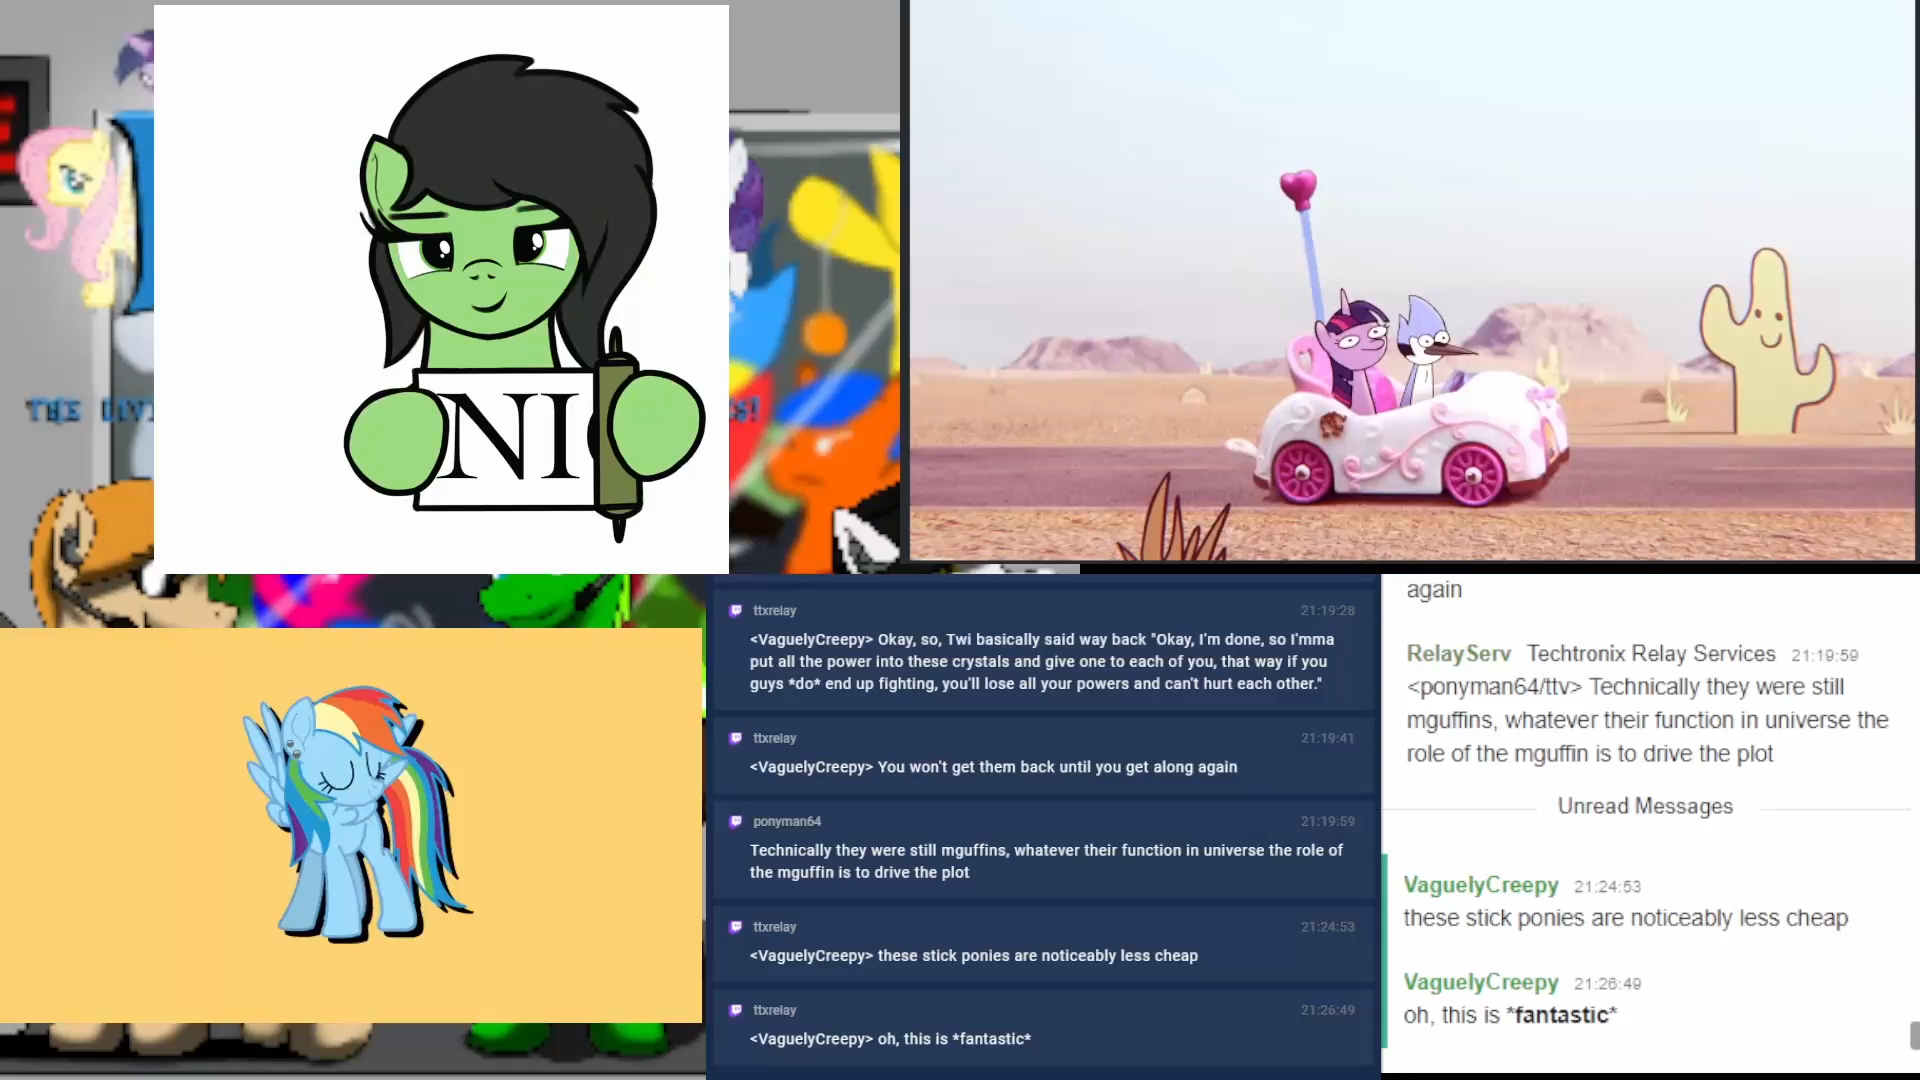 NI
THE DIVI
ttxrelay 21:19:28
<VaguelyCreepy> Okay, so, Twi basically said way back "Okay, I'm done, so I'mma
put all the power into these crystals and give one to each of you, that way if you
guys *do* end up fighting, you'll lose all your powers and can't hurt each other."
ttxrelay 21:19:41
<VaguelyCreepy> You won't get them back until you get along again
ponyman64 21:19:59
Technically they were still mguffins, whatever their function in universe the role of
the mguffin is to drive the plot
ttxrelay 21:24:53
<VaguelyCreepy> these stick ponies are noticeably less cheap
ttxrelay 21:26:49
<VaguelyCreepy> oh, this is *fantastic*
again
RelayServ Techtronix Relay Services 21:19:59
<ponyman64/ttv> Technically they were still
mguffins, whatever their function in universe the
role of the mguffin is to drive the plot
Unread Messages
VaguelyCreepy 21:24:53
these stick ponies are noticeably less cheap
VaguelyCreepy 21:26:49
oh, this is *fantastic*